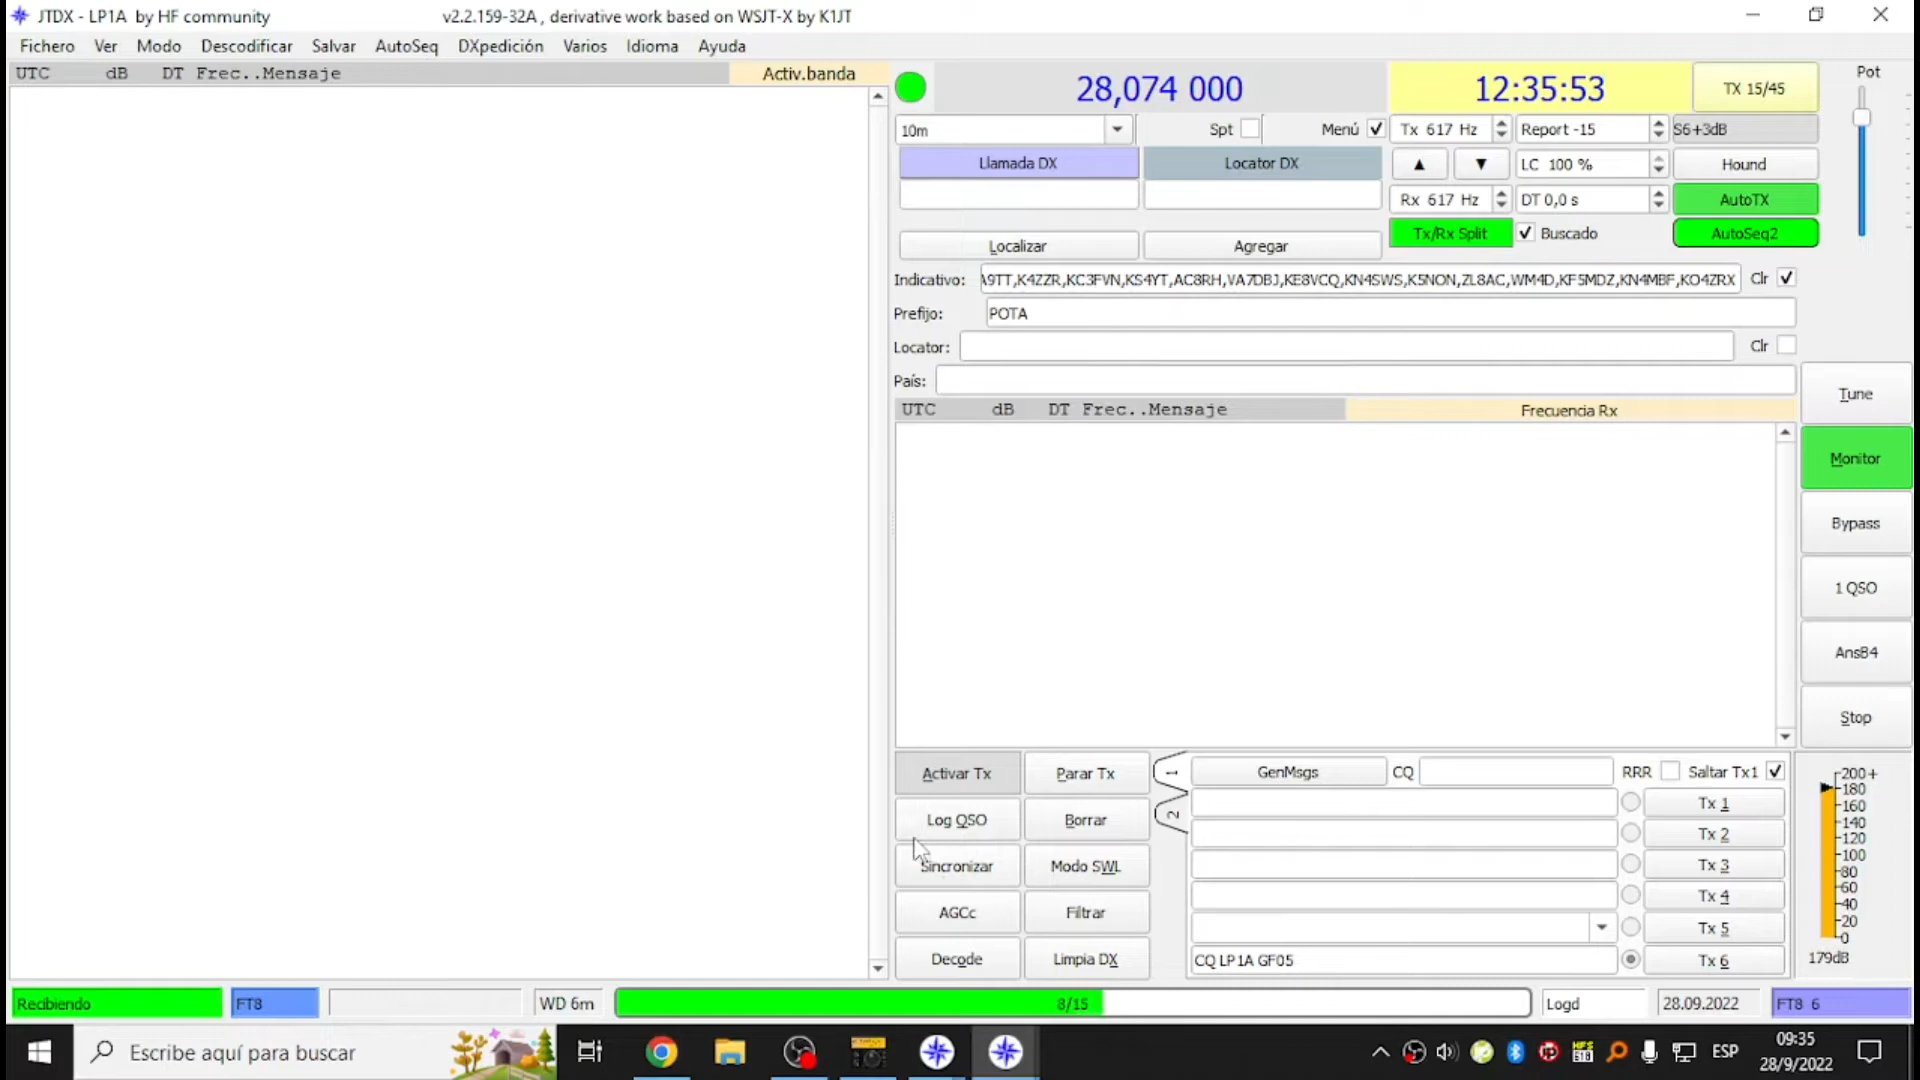 JTDX - LP1A by HF community v2.2.159-32A , derivative work based on WSJT-X by K1JT
Fichero Ver Modo Descodificar Salvar AutoSeq DXpedición Varios Idioma Ayuda
UTC dB DT Frec..Mensaje Activ.banda
28,074 000 12:35:53 TX 15/45 Pot
10m Spt Menú Tx 617 Hz Report -15 S6+3dB
Llamada DX Locator DX LC 100 % Hound
Rx 617 Hz DT 0,0 s AutoTX
Tx/Rx Split Buscado AutoSeq2
Localizar Agregar
Indicativo: A9TT,K4ZZR,KC3FVN,KS4YT,AC8RH,VA7DBJ,KE8VCQ,KN4SWS,K5NON,ZL8AC,WM4D,KF5MDZ,KN4MBF,KO4ZRX Clr
Prefijo: POTA
Locator: Clr
País:
UTC dB DT Frec..Mensaje Frecuencia Rx
Tune
Monitor
Bypass
1 QSO
AnsB4
Stop
Activar Tx Parar Tx 1 GenMsgs CQ RRR Saltar Tx1
Log QSO Borrar 2 Tx 1
Tx 2
Sincronizar Modo SWL Tx 3
Tx 4
AGCc Filtrar Tx 5
Decode Limpia DX CQ LP1A GF05 Tx 6
200+
180
160
140
120
100
80
60
40
20
0
179dB
Recibiendo FT8 WD 6m 8/15 Logd 28.09.2022 FT8 6
Escribe aquí para buscar ESP 09:35
28/9/2022